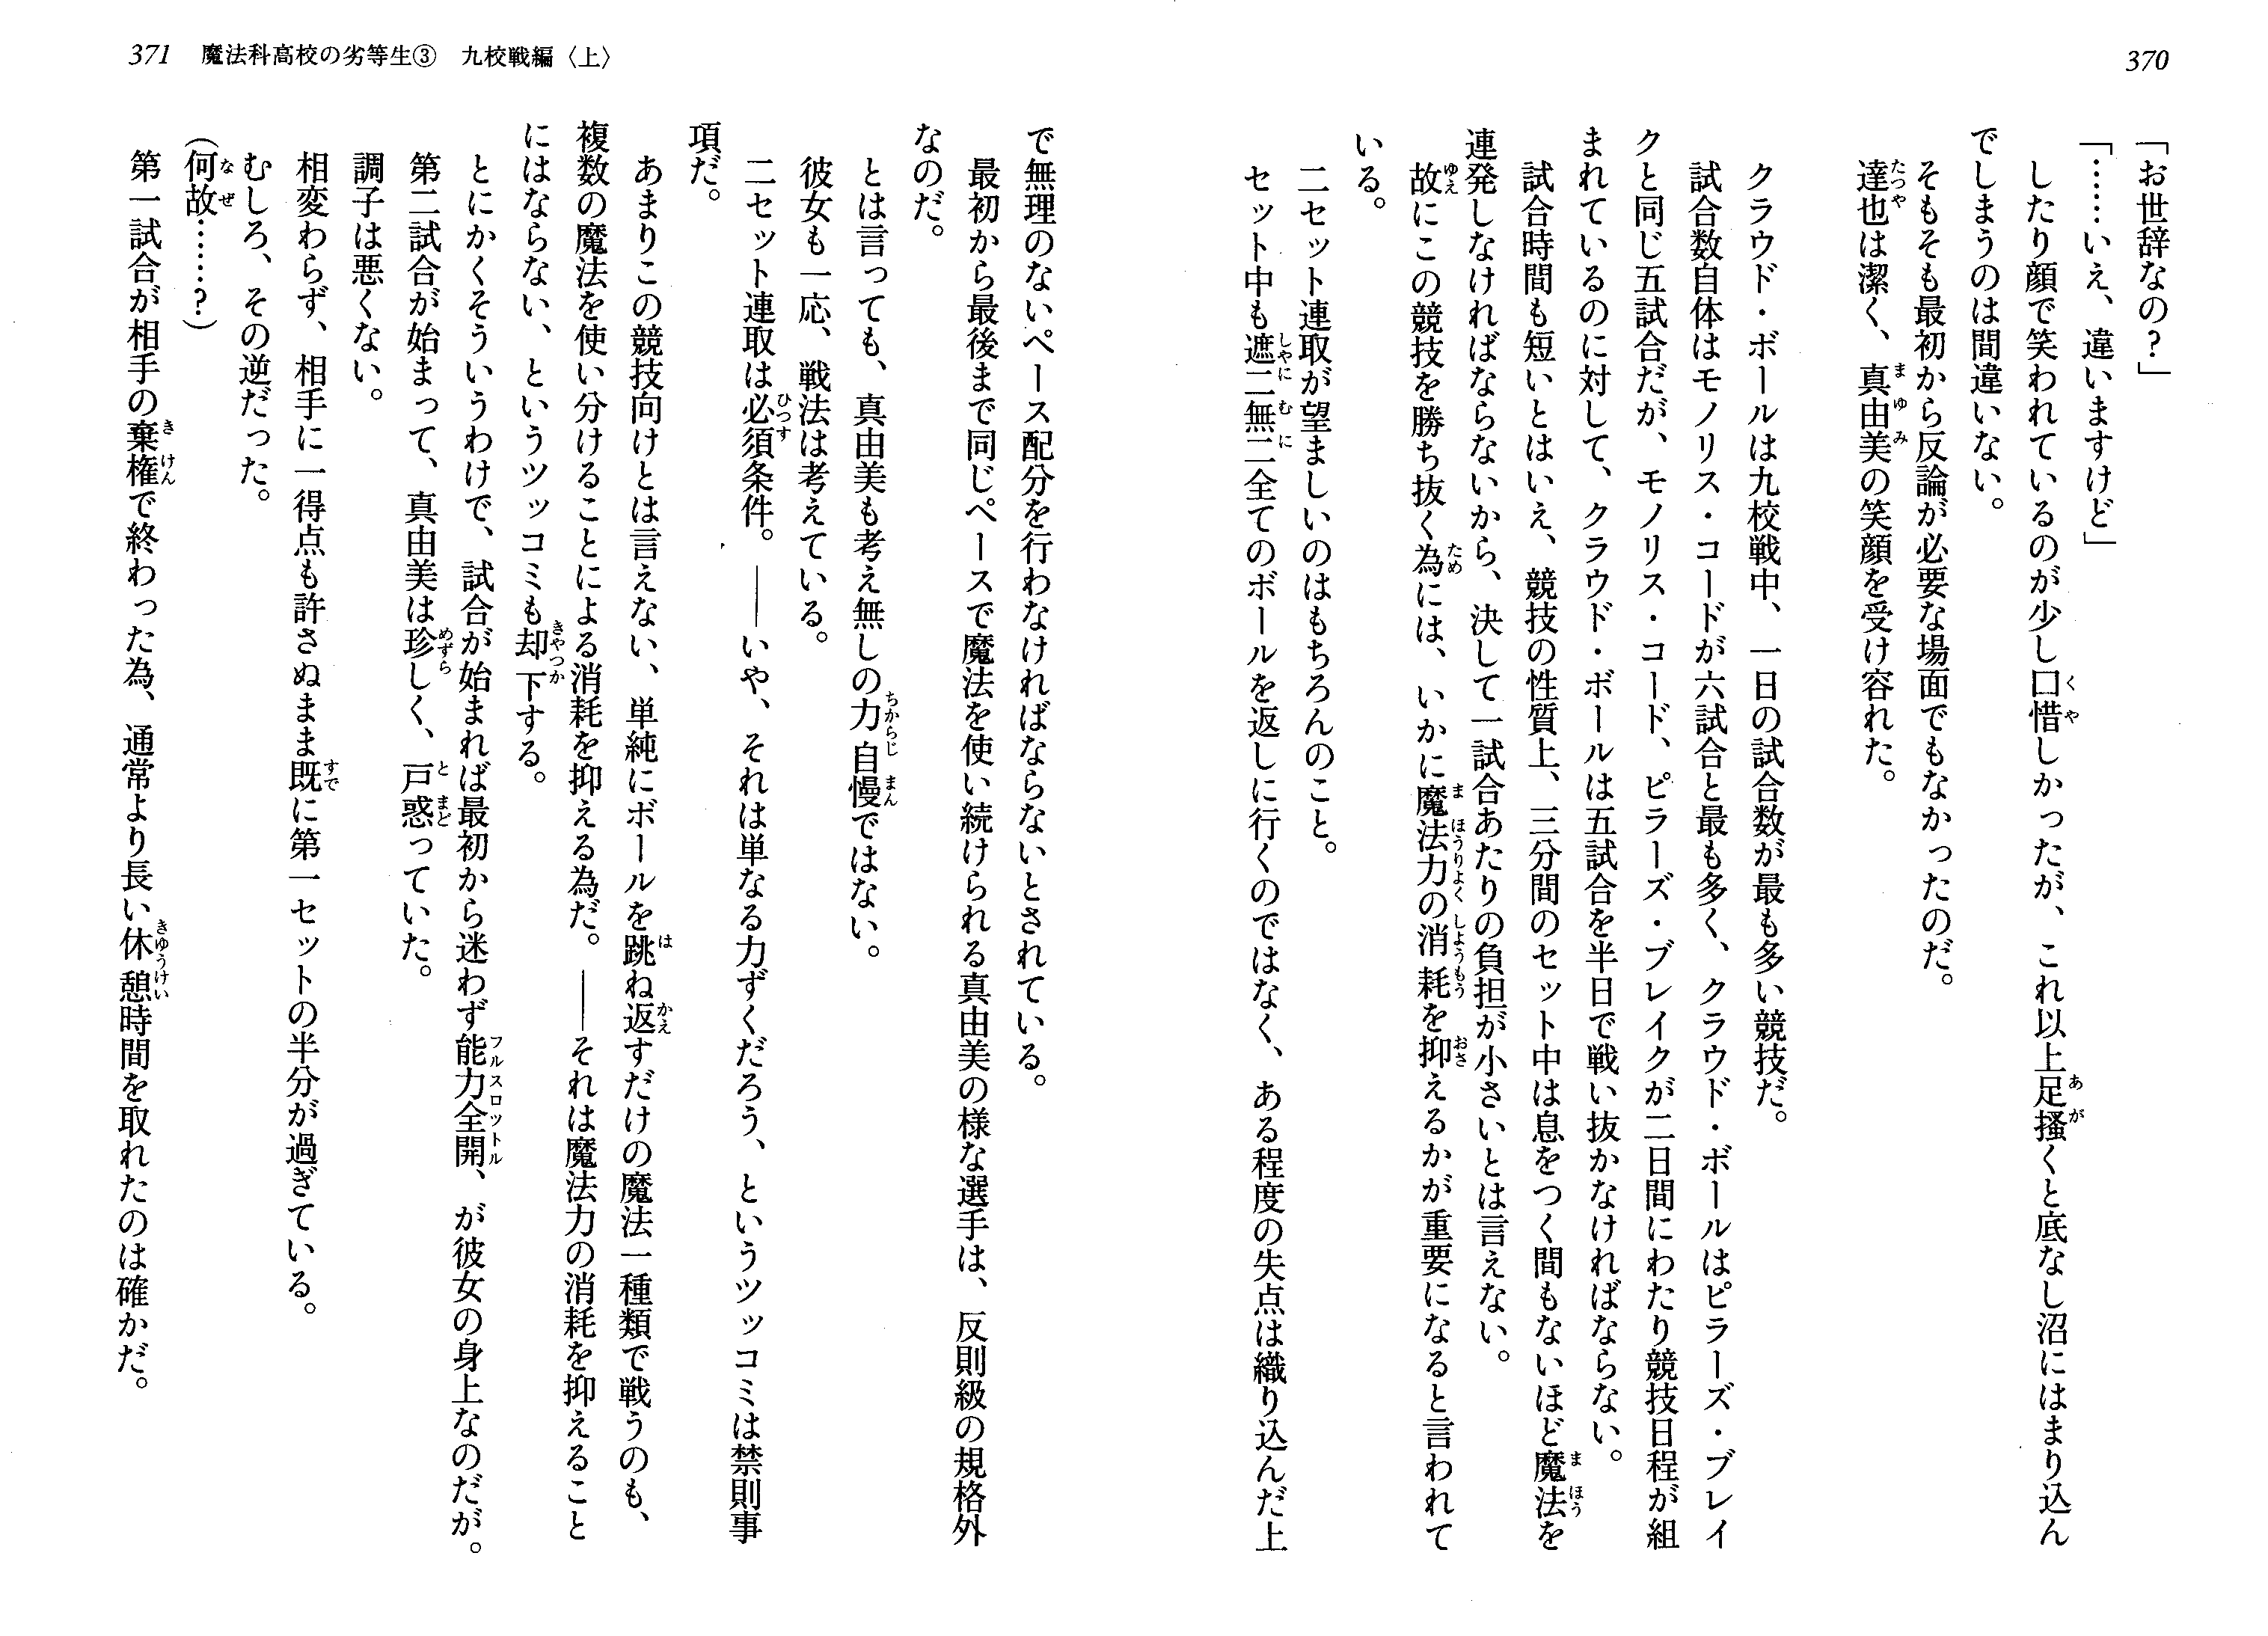 370
「お世辞なの？」
「……いえ、違いますけど」
したり顔で笑われているのが少し口惜しかったが、これ以上足掻くと底なし沼にはまり込ん
でしまうのは間違いない。
そもそも最初から反論が必要な場面でもなかったのだ。
達也は潔く、真由美の笑顔を受け容れた。
クラウド・ボールは九校戦中、一日の試合数が最も多い競技だ。
試合数自体はモノリス・コードが六試合と最も多く、クラウド・ボールはピラーズ・ブレイ
クと同じ五試合だが、モノリス・コード、ピラーズ・ブレイクが二日間にわたり競技日程が組
まれているのに対して、クラウド・ボールは五試合を半日で戦い抜かなければならない。
試合時間も短いとはいえ、競技の性質上、三分間のセット中は息をつく間もないほど魔法を
連発しなければならないから、決して一試合あたりの負担が小さいとは言えない。
故にこの競技を勝ち抜く為には、いかに魔法力の消耗を抑えるかが重要になると言われて
いる。
二セット連取が望ましいのはもちろんのこと。
セット中も遮二無二全てのボールを返しに行くのではなく、ある程度の失点は織り込んだ上
371 魔法科高校の劣等生③ 九校戦編〈上〉
で無理のないペース配分を行わなければならないとされている。
最初から最後まで同じペースで魔法を使い続けられる真由美の様な選手は、反則級の規格外
なのだ。
とは言っても、真由美も考え無しの力自慢ではない。
彼女も一応、戦法は考えている。
二セット連取は必須条件。――いや、それは単なる力ずくだろう、というツッコミは禁則事
項だ。
あまりこの競技向けとは言えない、単純にボールを跳ね返すだけの魔法一種類で戦うのも、
複数の魔法を使い分けることによる消耗を抑える為だ。――それは魔法力の消耗を抑えること
にはならない、というツッコミも却下する。
とにかくそういうわけで、試合が始まれば最初から迷わず能力全開、が彼女の身上なのだが。
第二試合が始まって、真由美は珍しく、戸惑っていた。
調子は悪くない。
相変わらず、相手に一得点も許さぬまま既に第一セットの半分が過ぎている。
むしろ、その逆だった。
（何故……？）
第一試合が相手の棄権で終わった為、通常より長い休憩時間を取れたのは確かだ。